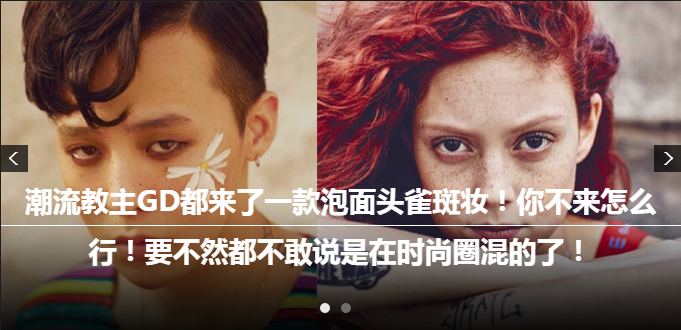 潮流教主GD都来了一款泡面头雀斑妆！你不来怎么
行！要不然都不敢说是在时尚圈混的了！
SKATE